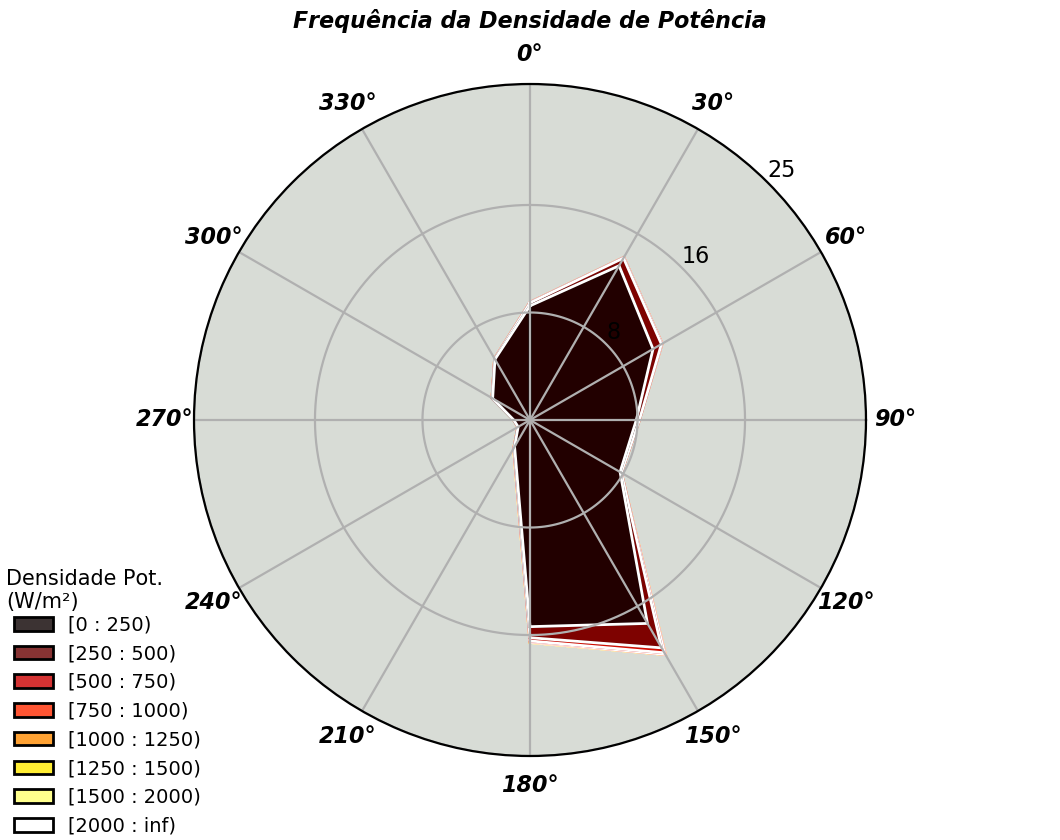 Frequência da Densidade de Potência
0°
330°
30°
25
300°
60°
16
8
270°
90°
240°
120°
210°
150°
180°
Densidade Pot.
(W/m²)
[0 : 250)
[250 : 500)
[500 : 750)
[750 : 1000)
[1000 : 1250)
[1250 : 1500)
[1500 : 2000)
[2000 : inf)